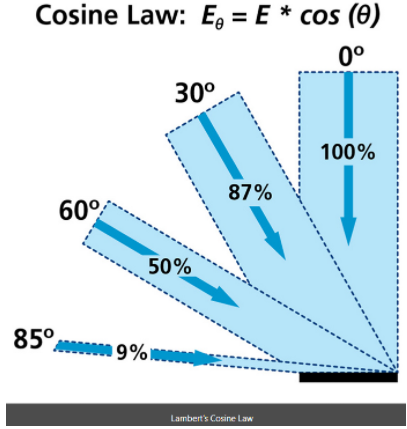 Cosine Law: Eθ = E * cos (θ)
0º
30º
100%
87%
60º
50%
85º
9%
Lambert's Cosine Law